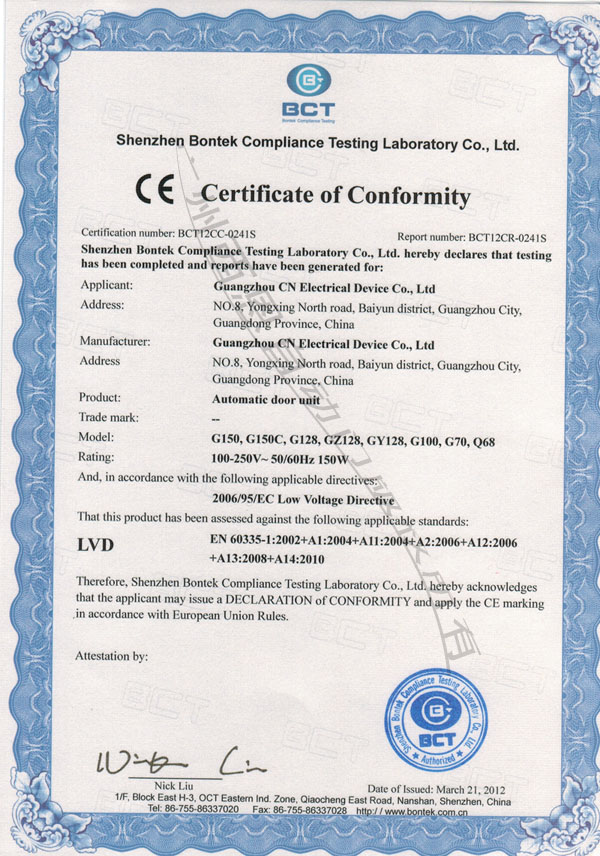 BCT
Bontek Compliance Testing
Shenzhen Bontek Compliance Testing Laboratory Co., Ltd.
CE Certificate of Conformity
Certification number: BCT12CC-0241S Report number: BCT12CR-0241S
Shenzhen Bontek Compliance Testing Laboratory Co., Ltd. hereby declares that testing
has been completed and reports have been generated for:
Applicant: Guangzhou CN Electrical Device Co., Ltd
Address: NO.8, Yongxing North road, Baiyun district, Guangzhou City,
Guangdong Province, China
Manufacturer: Guangzhou CN Electrical Device Co., Ltd
Address NO.8, Yongxing North road, Baiyun district, Guangzhou City,
Guangdong Province, China
Product: Automatic door unit
Trade mark: --
Model: G150, G150C, G128, GZ128, GY128, G100, G70, Q68
Rating: 100-250V~ 50/60Hz 150W
And, in accordance with the following applicable directives:
2006/95/EC Low Voltage Directive
That this product has been assessed against the following applicable standards:
LVD EN 60335-1:2002+A1:2004+A11:2004+A2:2006+A12:2006
+A13:2008+A14:2010
Therefore, Shenzhen Bontek Compliance Testing Laboratory Co., Ltd. hereby acknowledges
that the applicant may issue a DECLARATION of CONFORMITY and apply the CE marking
in accordance with European Union Rules.
Attestation by:
Shenzhen Bontek Compliance Testing Laboratory Co., Ltd
BCT
Authorized
Nick Liu
Date of Issued: March 21, 2012
1/F, Block East H-3, OCT Eastern Ind. Zone, Qiaocheng East Road, Nanshan, Shenzhen, China
Tel: 86-755-86337020 Fax: 86-755-86337028 http://www.bontek.com.cn